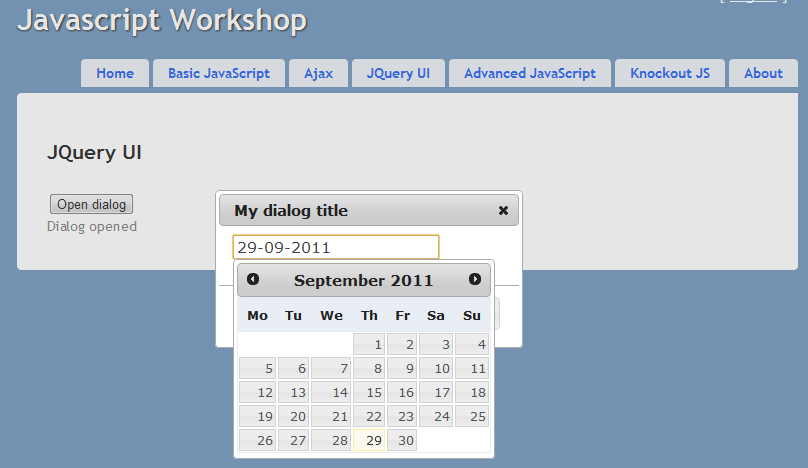 Javascript Workshop
Home Basic JavaScript Ajax JQuery UI Advanced JavaScript Knockout JS About
JQuery UI
Open dialog
Dialog opened
My dialog title
29-09-2011
September 2011
Mo Tu We Th Fr Sa Su
1 2 3 4
5 6 7 8 9 10 11
12 13 14 15 16 17 18
19 20 21 22 23 24 25
26 27 28 29 30